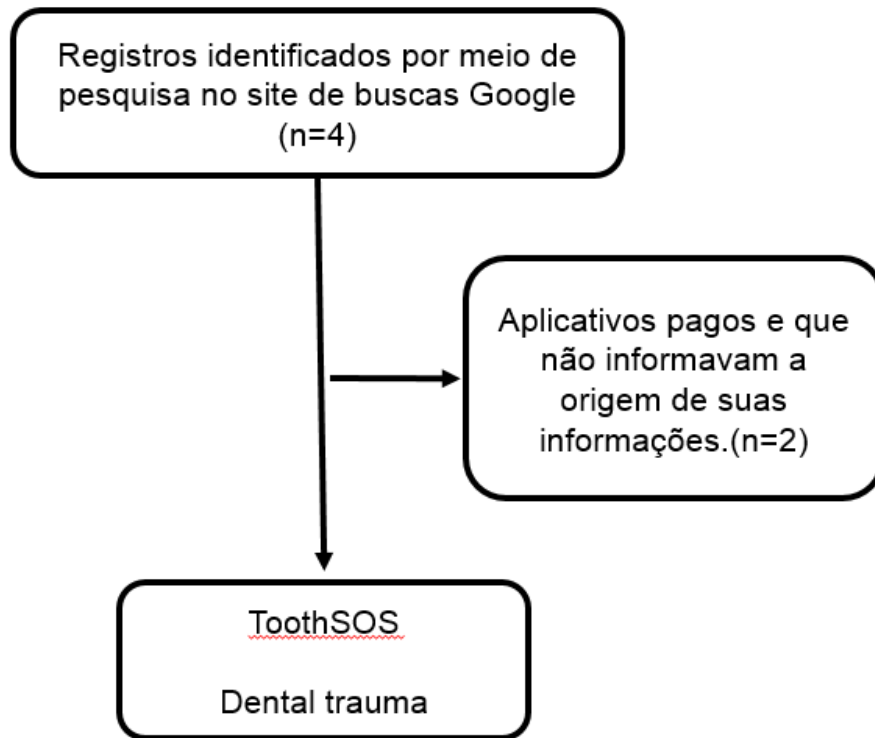 Registros identificados por meio de
pesquisa no site de buscas Google
(n=4)
Aplicativos pagos e que
não informavam a
origem de suas
informações.(n=2)
ToothSOS
Dental trauma